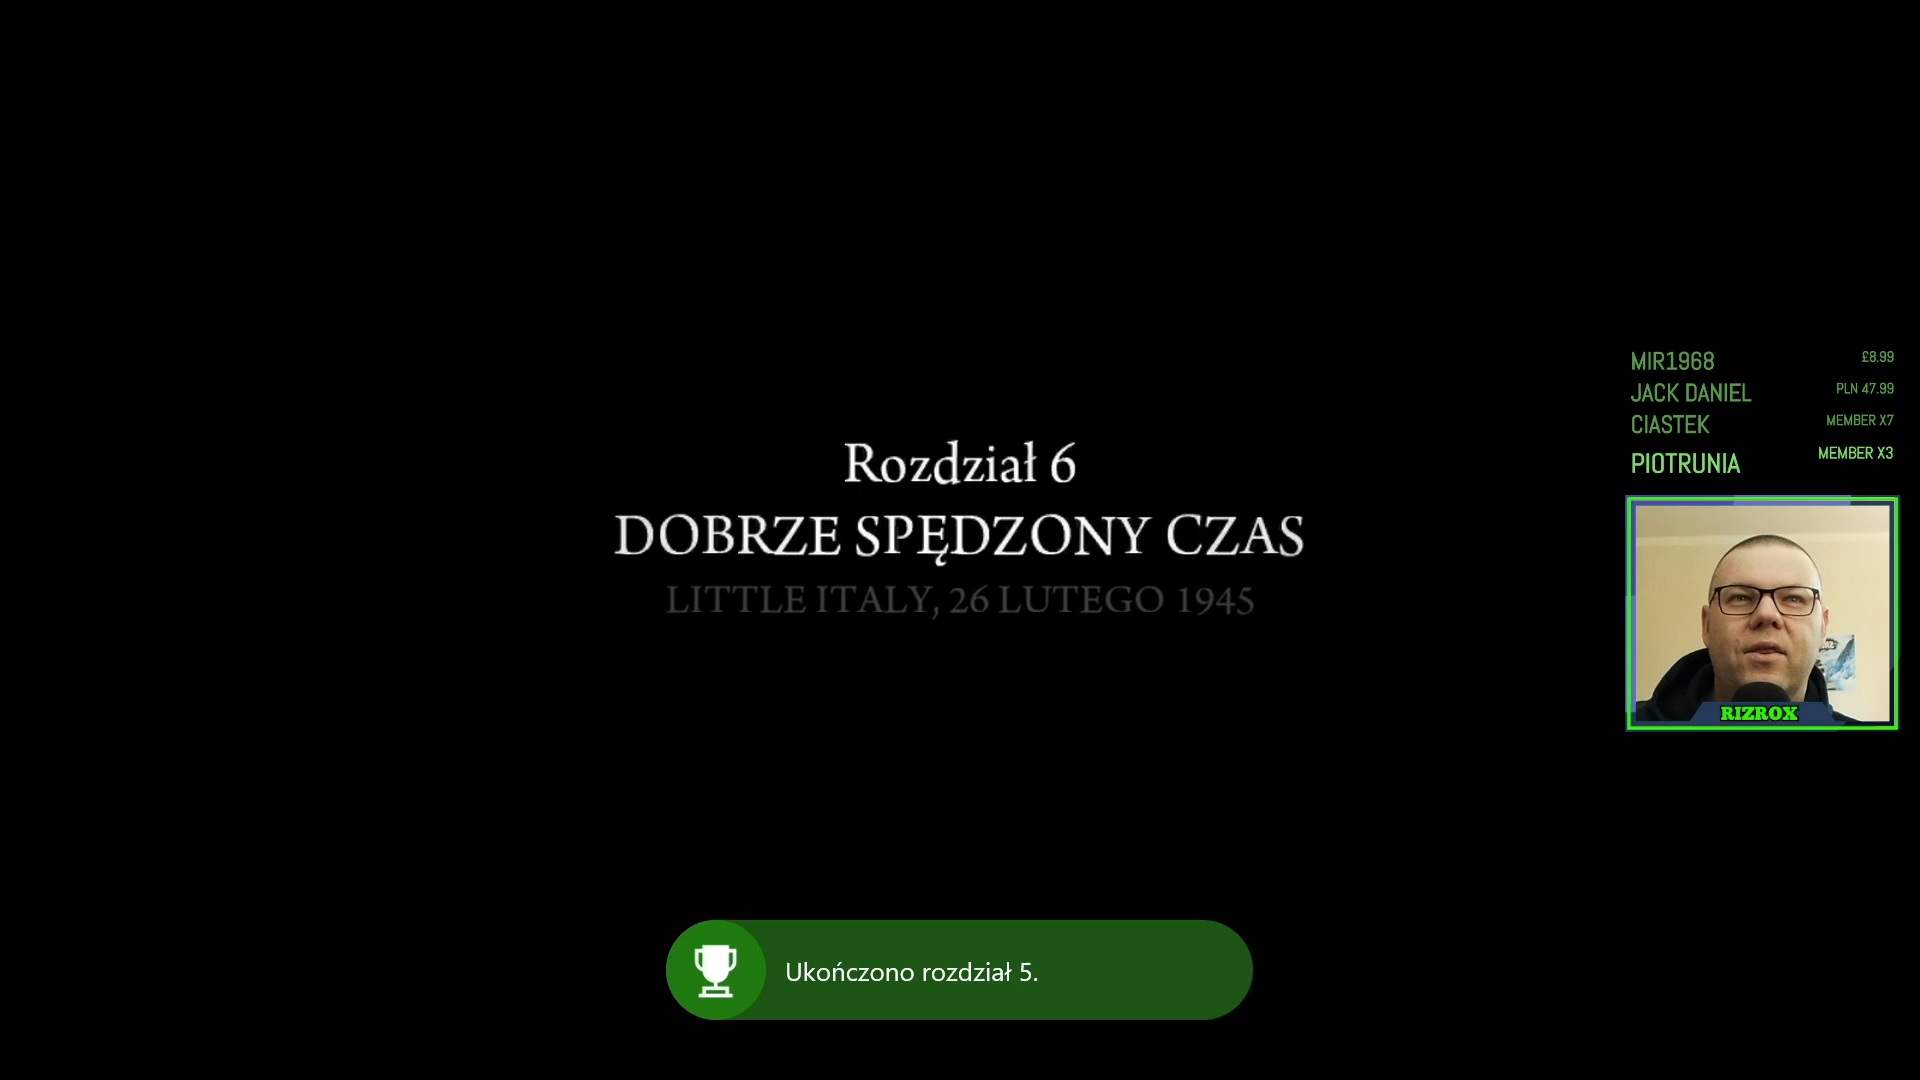 Rozdział 6
DOBRZE SPĘDZONY CZAS
LITTLE ITALY, 26 LUTEGO 1945
MIR1968 £8.99
JACK DANIEL PLN 47.99
CIASTEK MEMBER X7
PIOTRUNIA MEMBER X3
RIZROX
Ukończono rozdział 5.